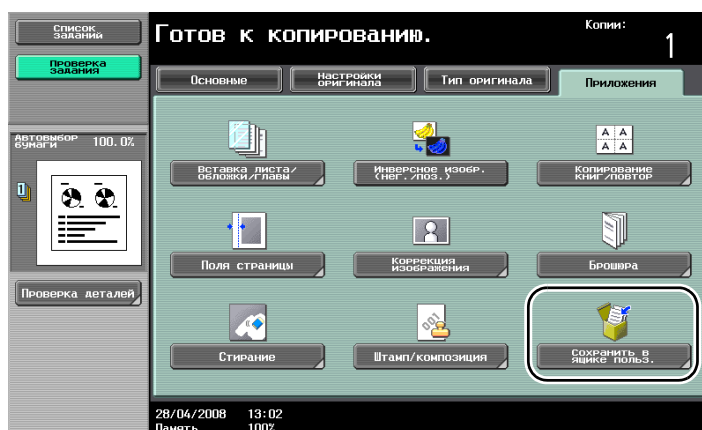 Список
задании
Готов к копированию.
Копии:
1
Проверка
задания
Основные
Настройки
оригинала
Тип оригинала
Приложения
Автовыбор
бумаги
100.0%
Вставка листа/
обложки/главы
Инверсное изобр.
(нег./поз.)
A A
A A
Копирование
книг/повтор
Поля страницы
Коррекция
изображения
Брошюра
Проверка деталей
001
Стирание
Штамп/композиция
Сохранить в
ящике польз.
28/04/2008 13:02
Память 100%